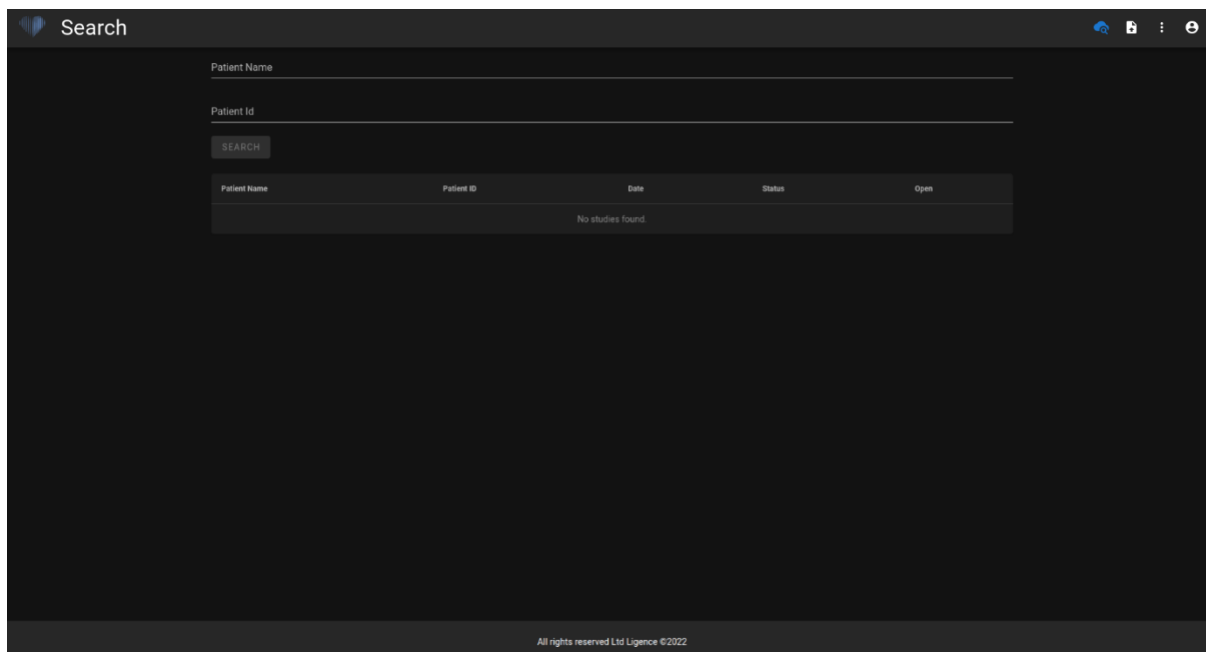 Search
Patient Name
Patient Id
SEARCH
Patient Name Patient ID Date Status Open
No studies found.
All rights reserved Ltd Ligence ©2022